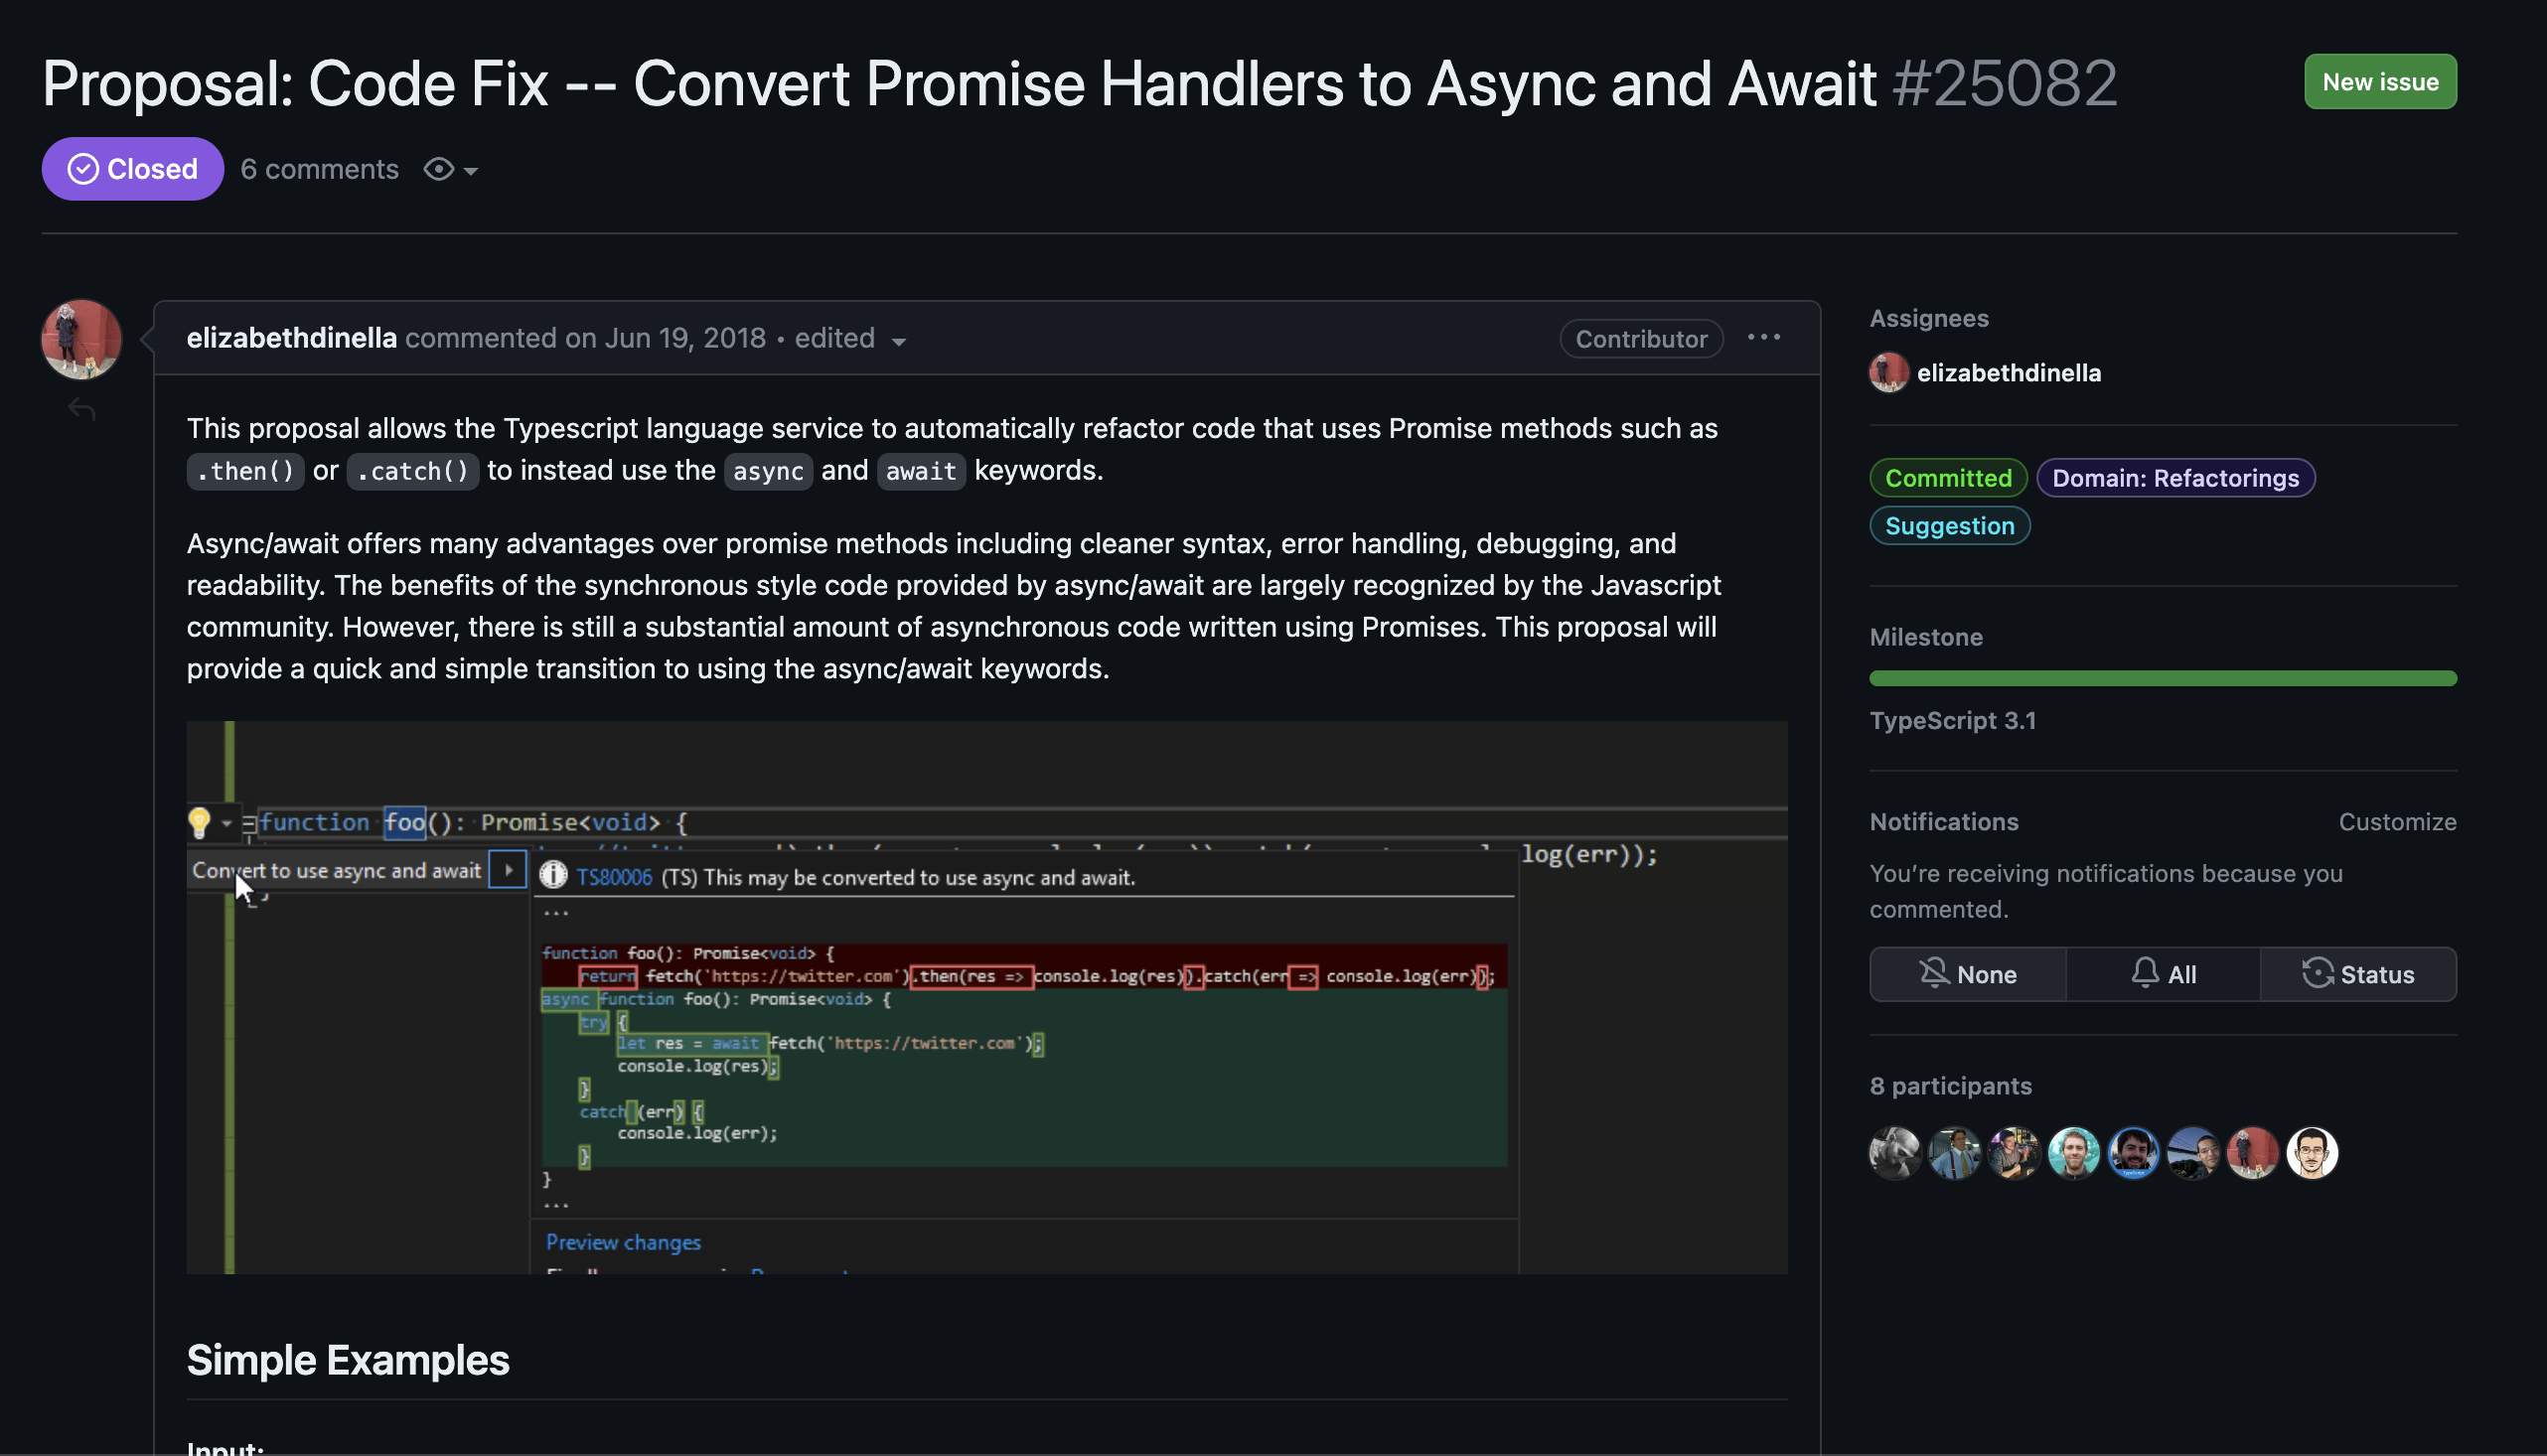 Proposal: Code Fix -- Convert Promise Handlers to Async and Await #25082
New issue
Closed
6 comments
elizabethdinella commented on Jun 19, 2018 • edited
Contributor
This proposal allows the Typescript language service to automatically refactor code that uses Promise methods such as
.then() or .catch() to instead use the async and await keywords.
Async/await offers many advantages over promise methods including cleaner syntax, error handling, debugging, and
readability. The benefits of the synchronous style code provided by async/await are largely recognized by the Javascript
community. However, there is still a substantial amount of asynchronous code written using Promises. This proposal will
provide a quick and simple transition to using the async/await keywords.
function foo(): Promise<void> {
log(err));
Convert to use async and await
TS80006 (TS) This may be converted to use async and await.
...
function foo(): Promise<void> {
return fetch('https://twitter.com').then(res => console.log(res)).catch(err => console.log(err));
async function foo(): Promise<void> {
try {
let res = await fetch('https://twitter.com');
console.log(res);
}
catch (err) {
console.log(err);
}
}
...
Preview changes
Simple Examples
Input:
Assignees
elizabethdinella
Committed
Domain: Refactorings
Suggestion
Milestone
TypeScript 3.1
Notifications
Customize
You're receiving notifications because you
commented.
None
All
Status
8 participants